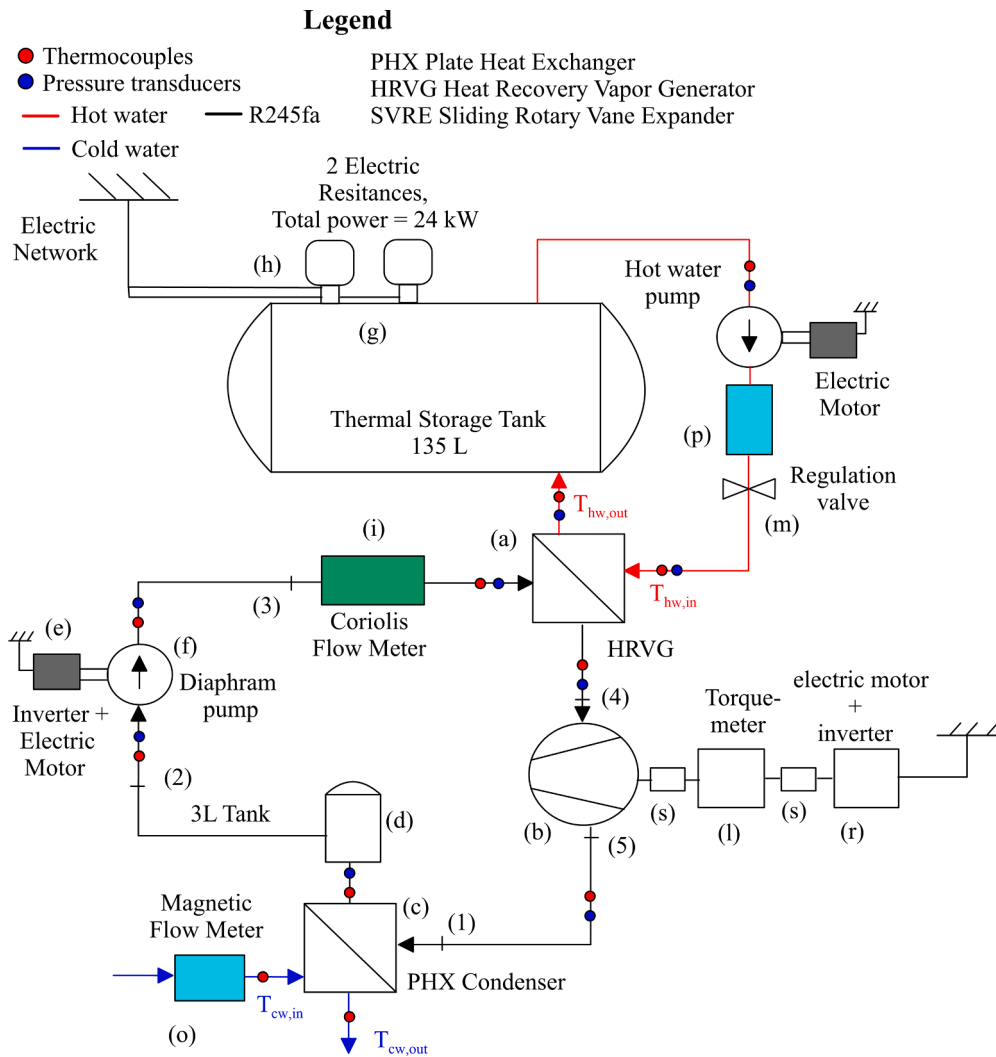 Legend
Thermocouples
Pressure transducers
Hot water
R245fa
Cold water
PHX Plate Heat Exchanger
HRVG Heat Recovery Vapor Generator
SVRE Sliding Rotary Vane Expander
2 Electric
Resitances,
Total power = 24 kW
Electric
Network
(h)
(g)
Thermal Storage Tank
135 L
Hot water
pump
Electric
Motor
(p)
Regulation
valve
(m)
T_hw,out
T_hw,in
(a)
HRVG
(i)
Coriolis
Flow Meter
(3)
(e)
(f)
Diaphram
pump
Inverter +
Electric
Motor
(2)
3L Tank
(d)
(4)
(b)
(5)
Torque-
meter
electric motor
+
inverter
(s)
(l)
(s)
(r)
(c)
(1)
PHX Condenser
Magnetic
Flow Meter
T_cw,in
(o)
T_cw,out